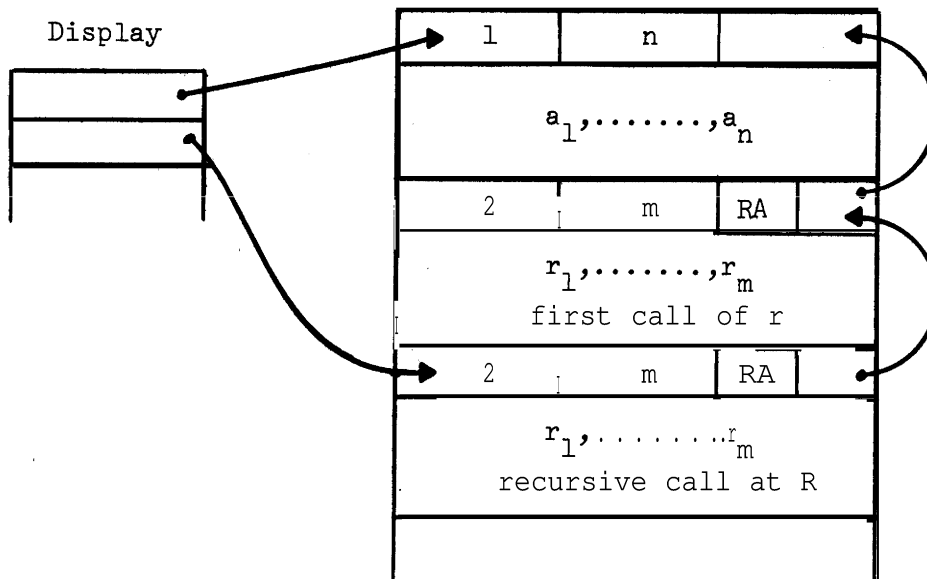 Display
1 n
a1,.......,an
2 m RA
r1,.......,rm
first call of r
2 m RA
r1,........rm
recursive call at R